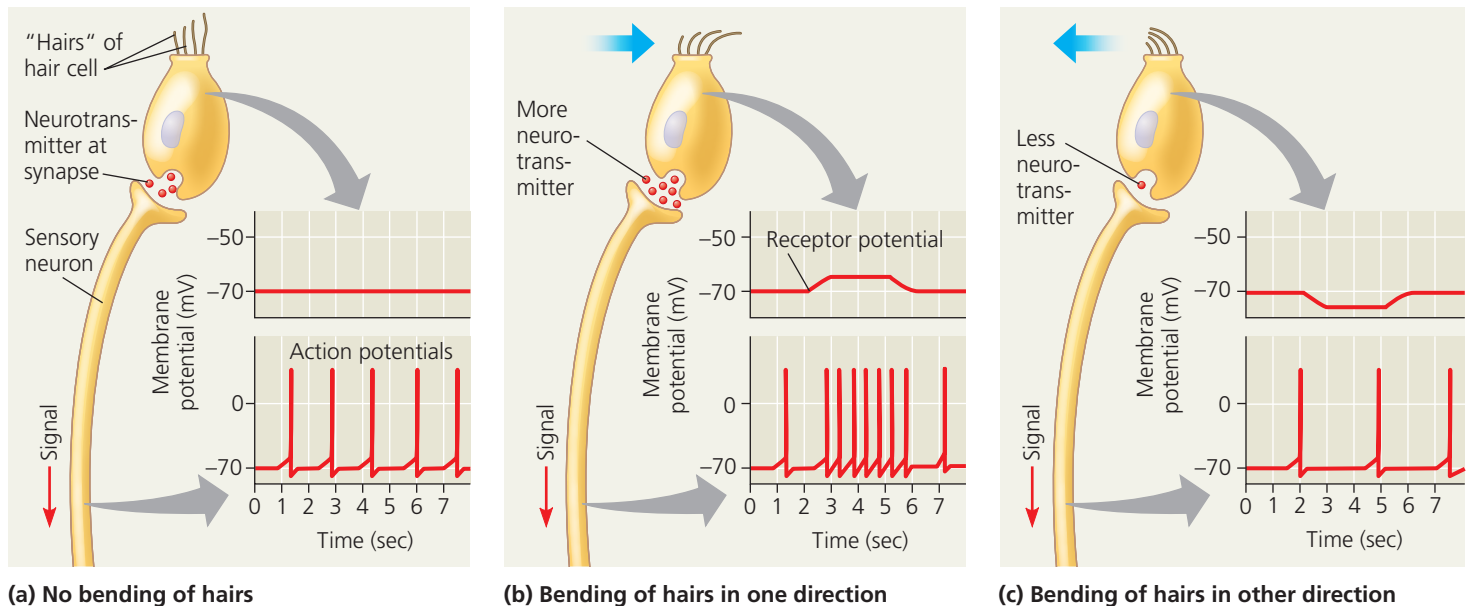 “Hairs“ of
hair cell
Neurotrans-
mitter at
synapse
Sensory
neuron
Signal
Membrane
potential (mV)
–50
–70
Action potentials
0
–70
0 1 2 3 4 5 6 7
Time (sec)
(a) No bending of hairs
More
neuro-
trans-
mitter
Signal
Membrane
potential (mV)
–50
Receptor potential
–70
0
–70
0 1 2 3 4 5 6 7
Time (sec)
(b) Bending of hairs in one direction
Less
neuro-
trans-
mitter
Signal
Membrane
potential (mV)
–50
–70
0
–70
0 1 2 3 4 5 6 7
Time (sec)
(c) Bending of hairs in other direction